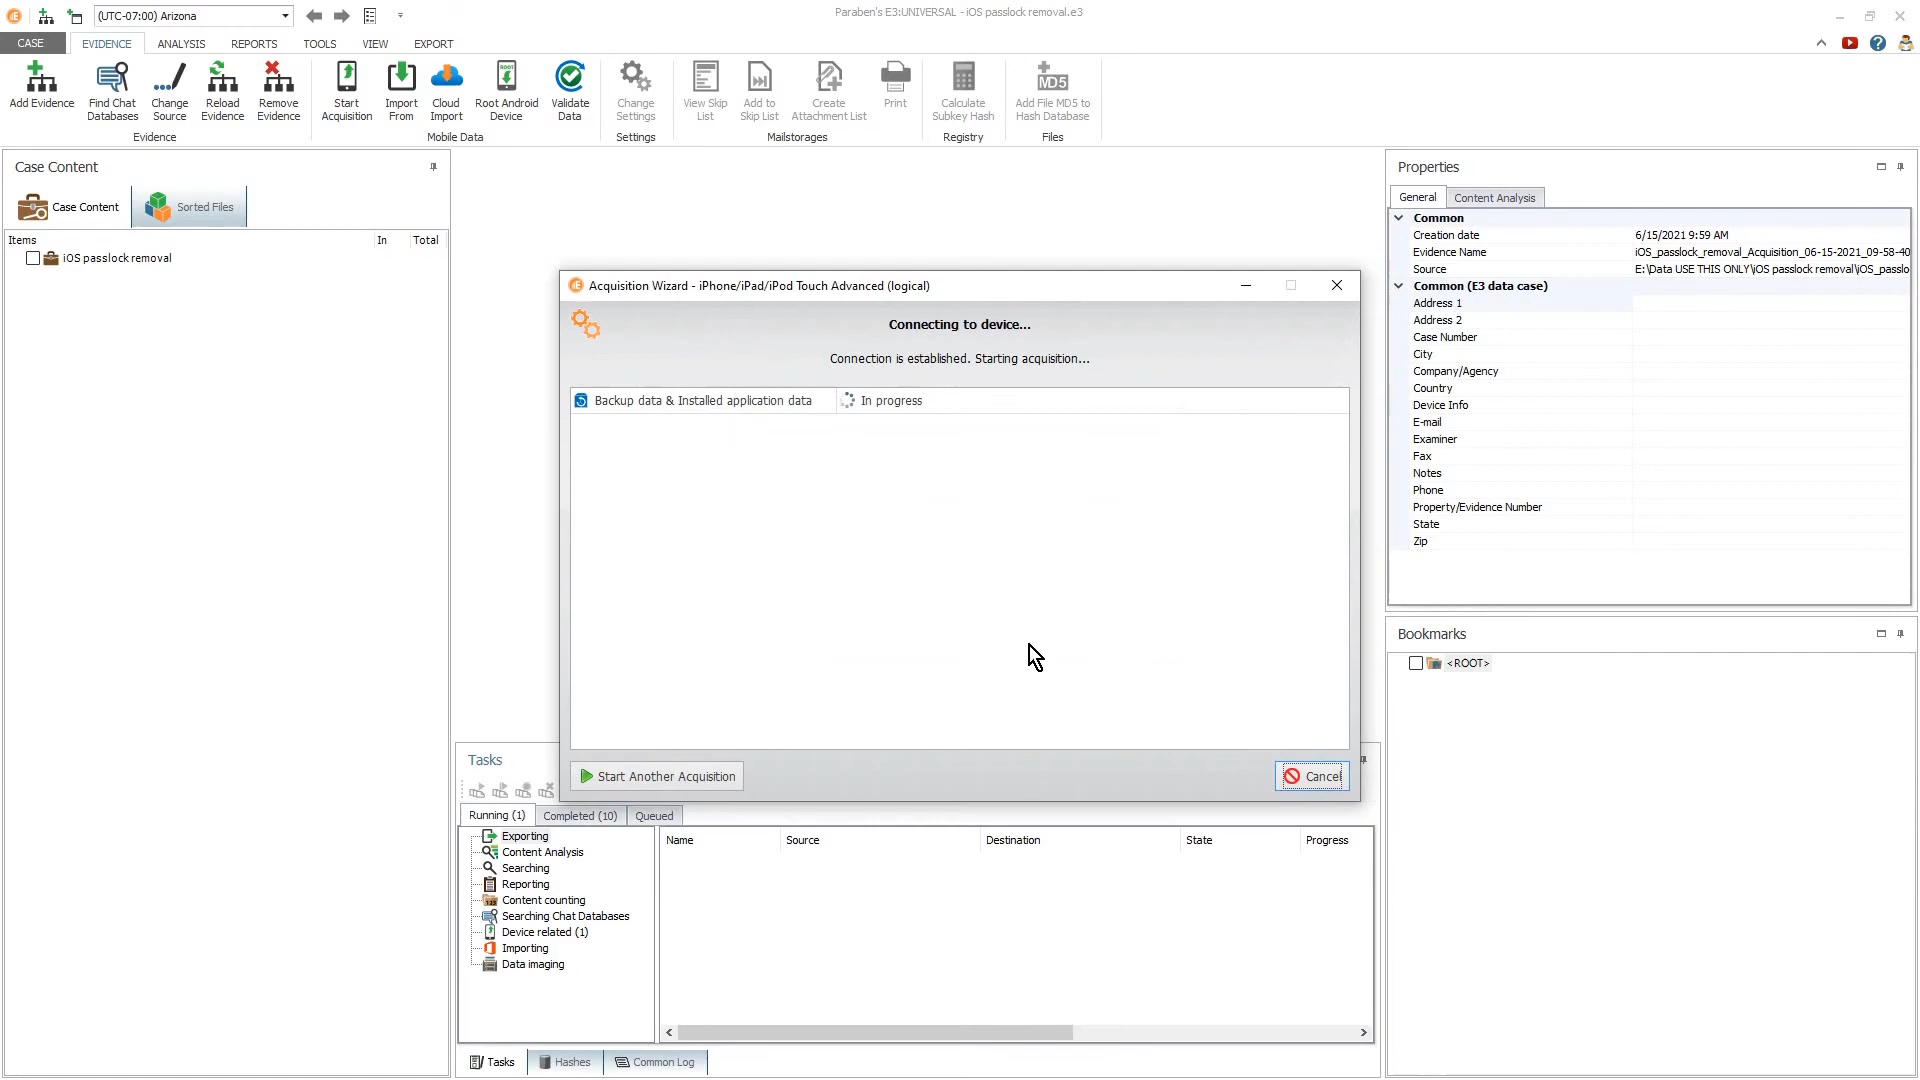 (UTC-07:00) Arizona
Paraben's E3:UNIVERSAL - iOS passlock removal.e3
CASE
EVIDENCE
ANALYSIS
REPORTS
TOOLS
VIEW
EXPORT
Add Evidence
Find Chat
Databases
Change
Source
Reload
Evidence
Remove
Evidence
Evidence
Start
Acquisition
Import
From
Cloud
Import
ROOT
Root Android
Device
Validate
Data
Mobile Data
Change
Settings
Settings
View Skip
List
Add to
Skip List
Create
Attachment List
Print
Mailstorages
Calculate
Subkey Hash
Registry
MD5
Add File MD5 to
Hash Database
Files
Case Content
Case Content
Sorted Files
Items In Total
iOS passlock removal
Acquisition Wizard - iPhone/iPad/iPod Touch Advanced (logical)
Connecting to device...
Connection is established. Starting acquisition...
Backup data & Installed application data In progress
Start Another Acquisition
Cancel
Tasks
Running (1)
Completed (10)
Queued
Exporting
Content Analysis
Searching
Reporting
Content counting
Searching Chat Databases
Device related (1)
Importing
Data imaging
Name Source Destination State Progress
Tasks
Hashes
Common Log
Properties
General
Content Analysis
Common
Creation date 6/15/2021 9:59 AM
Evidence Name iOS_passlock_removal_Acquisition_06-15-2021_09-58-40
Source E:\Data USE THIS ONLY\iOS passlock removal\iOS_passlo
Common (E3 data case)
Address 1
Address 2
Case Number
City
Company/Agency
Country
Device Info
E-mail
Examiner
Fax
Notes
Phone
Property/Evidence Number
State
Zip
Bookmarks
<ROOT>